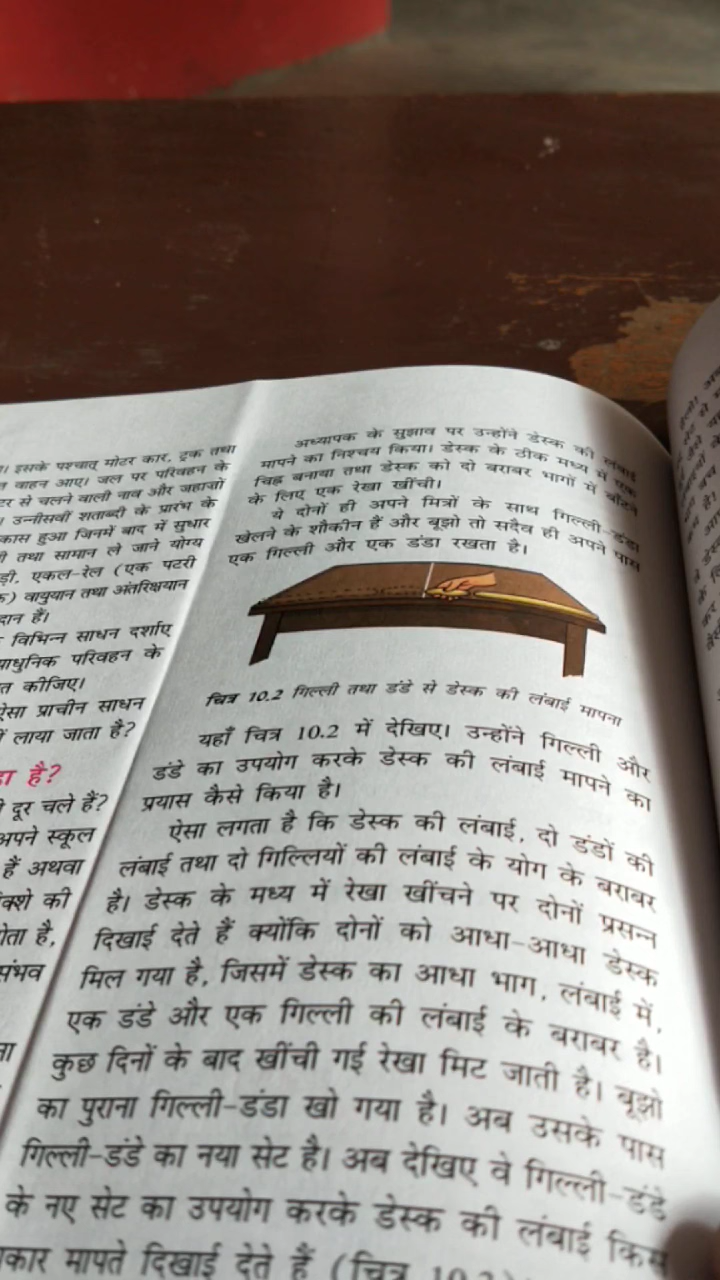 । इसके पश्चात् मोटर कार, ट्रक तथा
वाहन आए। जल पर परिवहन के
से चलने वाली नाव और जहाज़ों
। उन्नीसवीं शताब्दी के प्रारंभ के
हुआ जिनमें बाद में सुधार
तथा सामान ले जाने योग्य
एकल-रेल (एक पटरी
) वायुयान तथा अंतरिक्षयान
हैं।
विभिन्न साधन दर्शाए
परिवहन के
कीजिए।
प्राचीन साधन
लाया जाता है?
है?
दूर चले हैं?
अपने स्कूल
हैं अथवा
की
है,
संभव
अध्यापक के सुझाव पर उन्होंने डेस्क की लंबाई
मापने का निश्चय किया। डेस्क के ठीक मध्य में एक
चिह्न बनाया तथा डेस्क को दो बराबर भागों में बाँटने
के लिए एक रेखा खींची।
ये दोनों ही अपने मित्रों के साथ गिल्ली-डंडा
खेलने के शौकीन हैं और बूझो तो सदैव ही अपने पास
एक गिल्ली और एक डंडा रखता है।
चित्र 10.2 गिल्ली तथा डंडे से डेस्क की लंबाई मापना
यहाँ चित्र 10.2 में देखिए। उन्होंने गिल्ली और
डंडे का उपयोग करके डेस्क की लंबाई मापने का
प्रयास कैसे किया है।
ऐसा लगता है कि डेस्क की लंबाई, दो डंडों की
लंबाई तथा दो गिल्लियों की लंबाई के योग के बराबर
है। डेस्क के मध्य में रेखा खींचने पर दोनों प्रसन्न
दिखाई देते हैं क्योंकि दोनों को आधा-आधा डेस्क
मिल गया है, जिसमें डेस्क का आधा भाग, लंबाई में,
एक डंडे और एक गिल्ली की लंबाई के बराबर है।
कुछ दिनों के बाद खींची गई रेखा मिट जाती है। बूझो
का पुराना गिल्ली-डंडा खो गया है। अब उसके पास
गिल्ली-डंडे का नया सेट है। अब देखिए वे गिल्ली-डंडे
के नए सेट का उपयोग करके डेस्क की लंबाई किस
मापते दिखाई देते हैं (चित्र